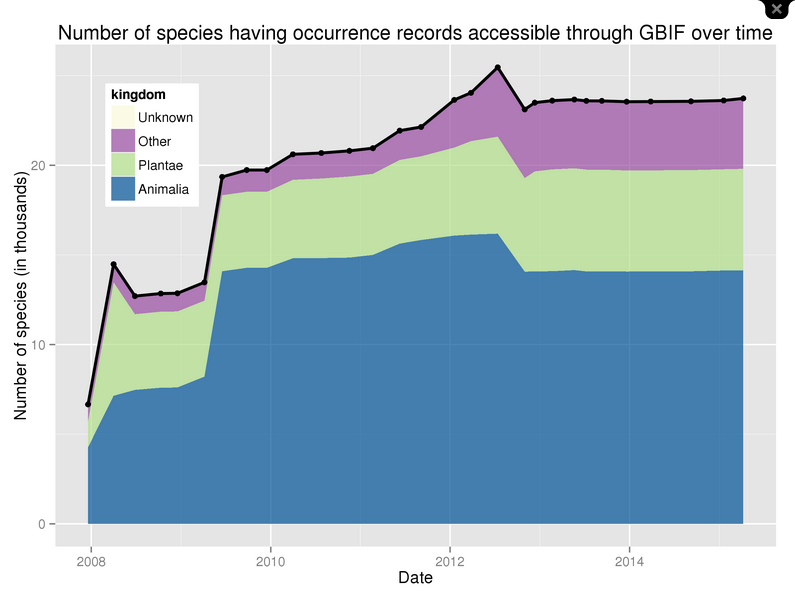 Number of species having occurrence records accessible through GBIF over time
kingdom
Unknown
Other
Plantae
Animalia
Number of species (in thousands)
20
10
0
2008
2010
2012
2014
Date